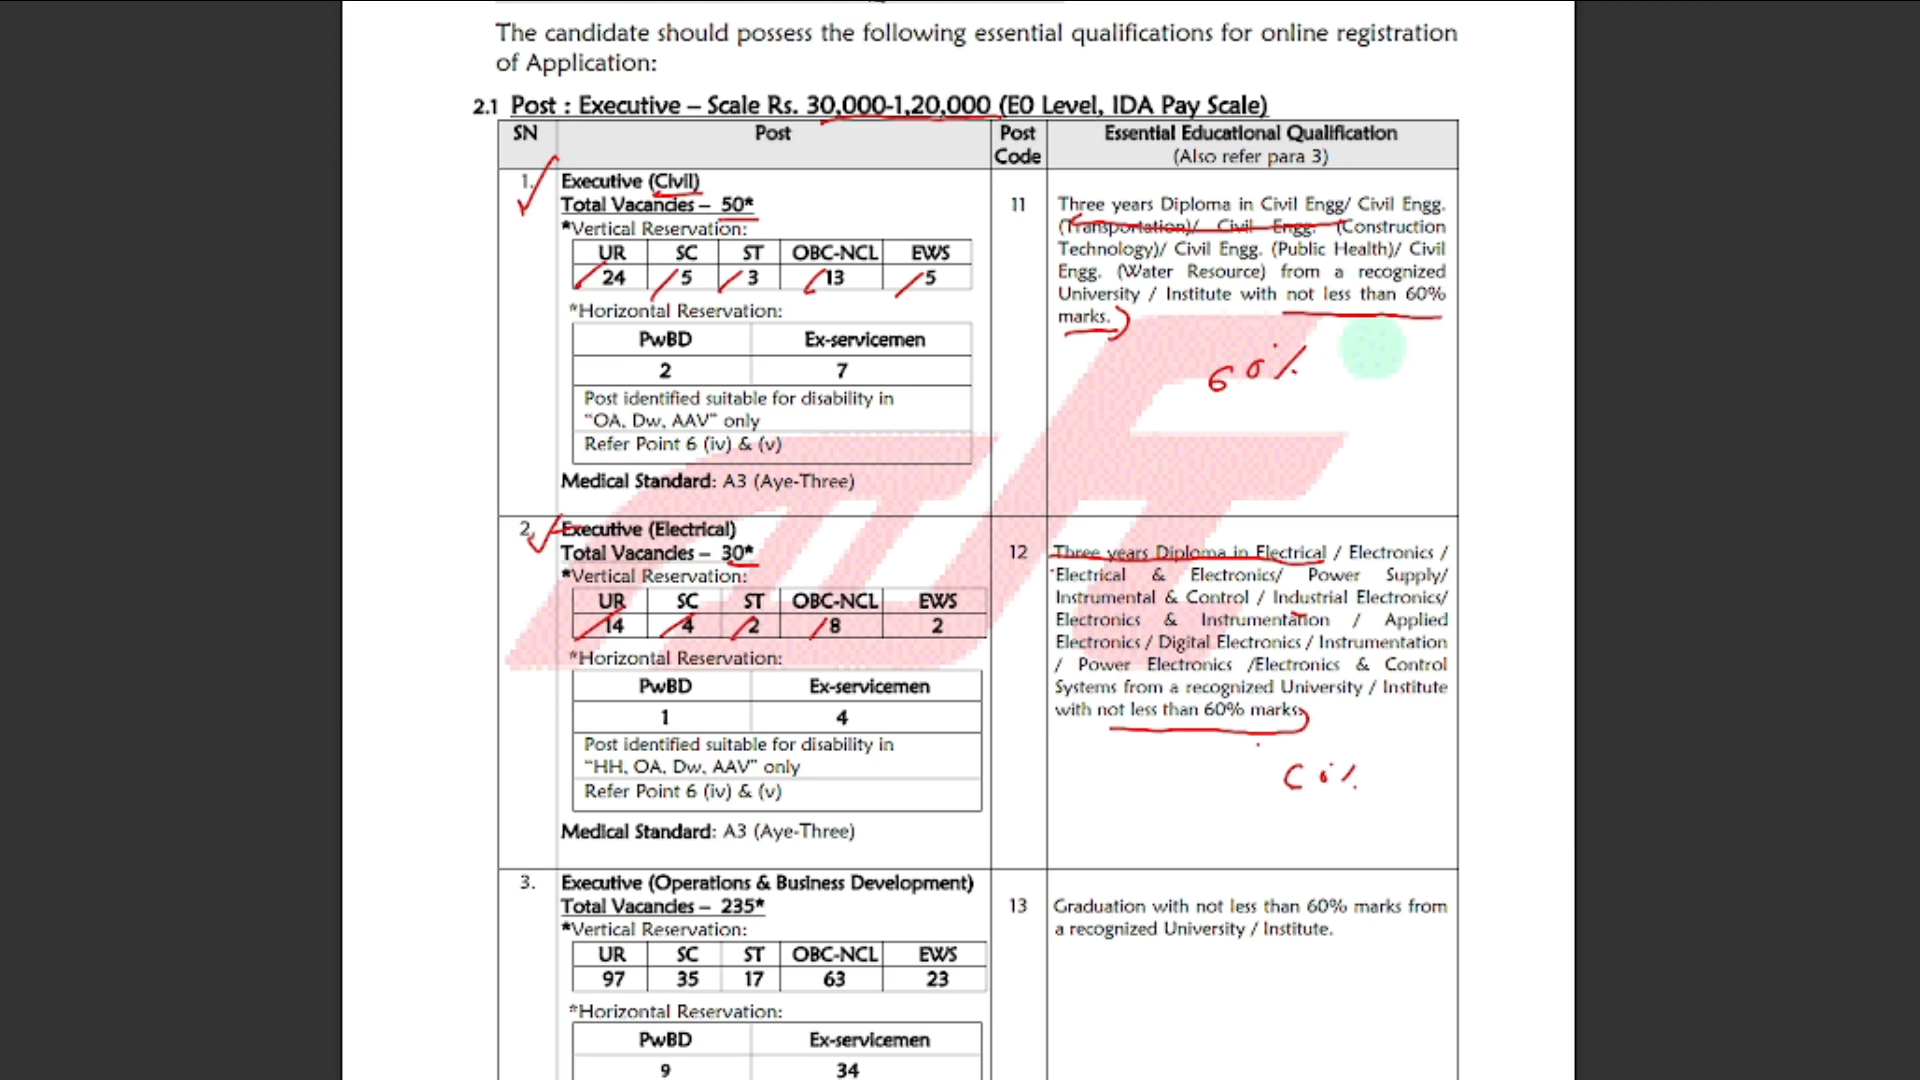 The candidate should possess the following essential qualifications for online registration
of Application:
2.1 Post : Executive – Scale Rs. 30,000-1,20,000 (E0 Level, IDA Pay Scale)
SN Post Post Code Essential Educational Qualification
(Also refer para 3)
1. Executive (Civil)
Total Vacancies – 50*
*Vertical Reservation:
UR SC ST OBC-NCL EWS
24 5 3 13 5
*Horizontal Reservation:
PwBD Ex-servicemen
2 7
Post identified suitable for disability in
“OA, Dw, AAV” only
Refer Point 6 (iv) & (v)
Medical Standard: A3 (Aye-Three)
11
Three years Diploma in Civil Engg/ Civil Engg.
(Transportation)/ Civil Engg. (Construction
Technology)/ Civil Engg. (Public Health)/ Civil
Engg. (Water Resource) from a recognized
University / Institute with not less than 60%
marks.
60%
2. Executive (Electrical)
Total Vacancies – 30*
*Vertical Reservation:
UR SC ST OBC-NCL EWS
14 4 2 8 2
*Horizontal Reservation:
PwBD Ex-servicemen
1 4
Post identified suitable for disability in
“HH, OA, Dw, AAV” only
Refer Point 6 (iv) & (v)
Medical Standard: A3 (Aye-Three)
12
Three years Diploma in Electrical / Electronics /
Electrical & Electronics/ Power Supply/
Instrumental & Control / Industrial Electronics/
Electronics & Instrumentation / Applied
Electronics / Digital Electronics / Instrumentation
/ Power Electronics /Electronics & Control
Systems from a recognized University / Institute
with not less than 60% marks.
60%
3. Executive (Operations & Business Development)
Total Vacancies – 235*
*Vertical Reservation:
UR SC ST OBC-NCL EWS
97 35 17 63 23
*Horizontal Reservation:
PwBD Ex-servicemen
9 34
13
Graduation with not less than 60% marks from
a recognized University / Institute.